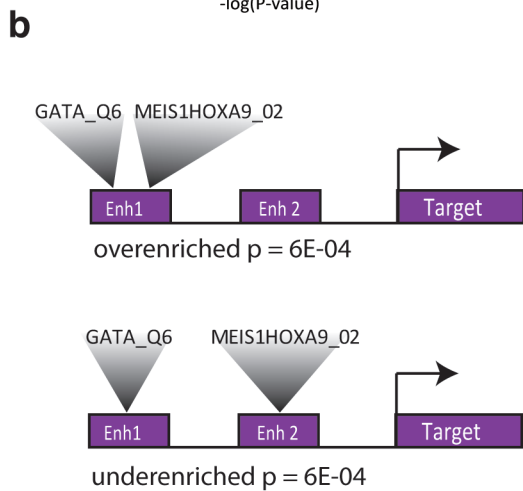 -log(P-value)
b
GATA_Q6 MEIS1HOXA9_02
Enh1 Enh 2 Target
overenriched p = 6E-04
GATA_Q6 MEIS1HOXA9_02
Enh1 Enh 2 Target
underenriched p = 6E-04